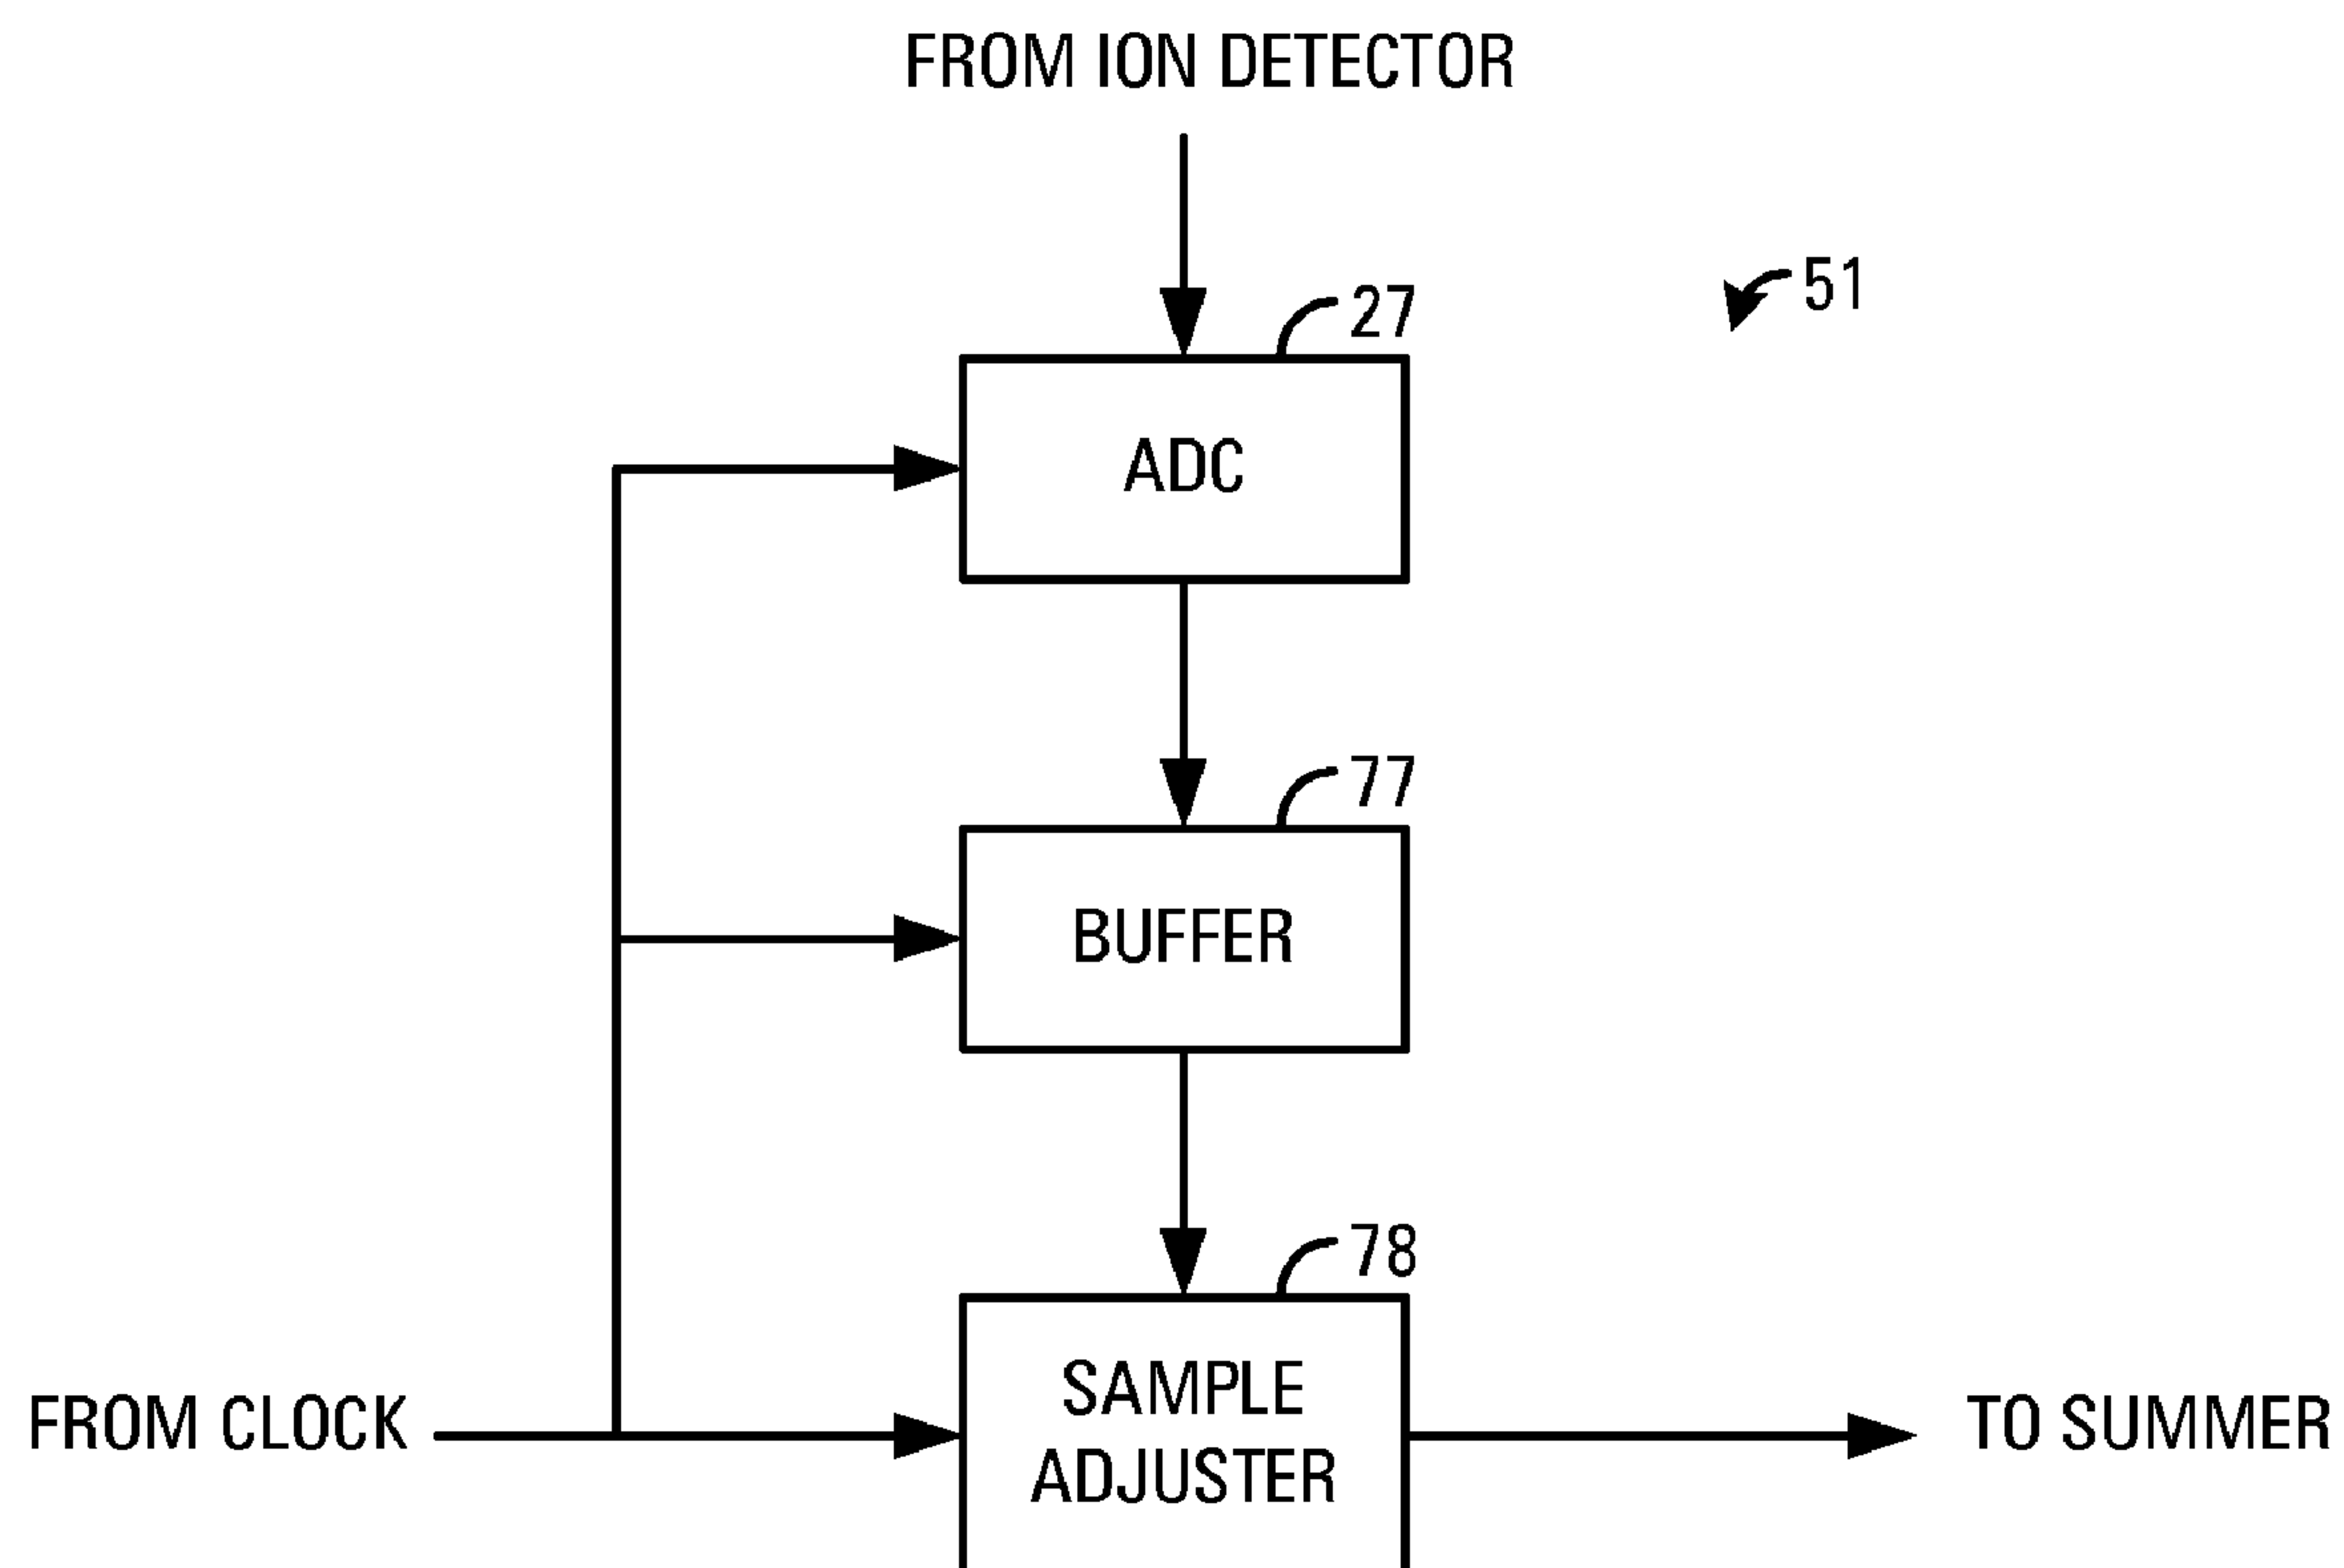 FROM ION DETECTOR
51
27
ADC
77
BUFFER
78
SAMPLE
ADJUSTER
FROM CLOCK
TO SUMMER